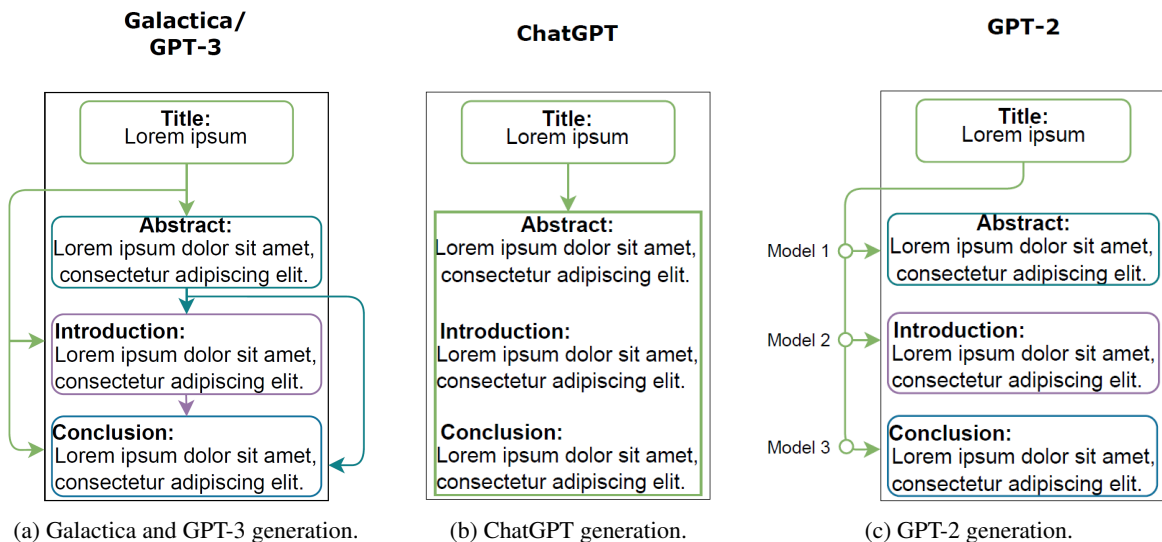 Galactica/
GPT-3
Title:
Lorem ipsum
Abstract:
Lorem ipsum dolor sit amet,
consectetur adipiscing elit.
Introduction:
Lorem ipsum dolor sit amet,
consectetur adipiscing elit.
Conclusion:
Lorem ipsum dolor sit amet,
consectetur adipiscing elit.
(a) Galactica and GPT-3 generation.
ChatGPT
Title:
Lorem ipsum
Abstract:
Lorem ipsum dolor sit amet,
consectetur adipiscing elit.
Introduction:
Lorem ipsum dolor sit amet,
consectetur adipiscing elit.
Conclusion:
Lorem ipsum dolor sit amet,
consectetur adipiscing elit.
(b) ChatGPT generation.
GPT-2
Title:
Lorem ipsum
Model 1
Abstract:
Lorem ipsum dolor sit amet,
consectetur adipiscing elit.
Model 2
Introduction:
Lorem ipsum dolor sit amet,
consectetur adipiscing elit.
Model 3
Conclusion:
Lorem ipsum dolor sit amet,
consectetur adipiscing elit.
(c) GPT-2 generation.